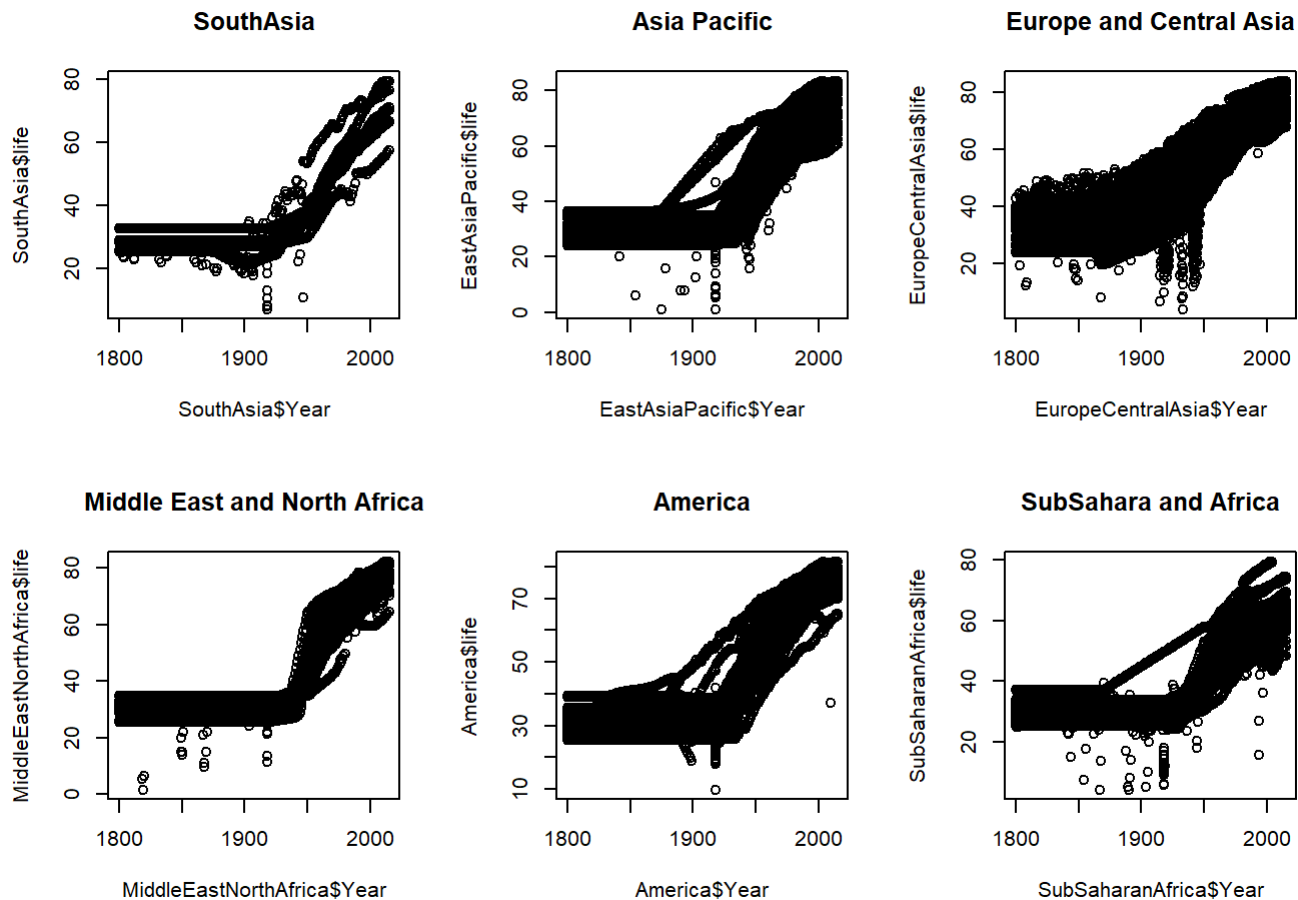 SouthAsia
80
60
40
20
SouthAsia$life
1800 1900 2000
SouthAsia$Year
Asia Pacific
80
60
40
20
0
EastAsiaPacific$life
1800 1900 2000
EastAsiaPacific$Year
Europe and Central Asia
80
60
40
20
EuropeCentralAsia$life
1800 1900 2000
EuropeCentralAsia$Year
Middle East and North Africa
80
60
40
20
0
MiddleEastNorthAfrica$life
1800 1900 2000
MiddleEastNorthAfrica$Year
America
70
50
30
10
America$life
1800 1900 2000
America$Year
SubSahara and Africa
80
60
40
20
SubSaharanAfrica$life
1800 1900 2000
SubSaharanAfrica$Year